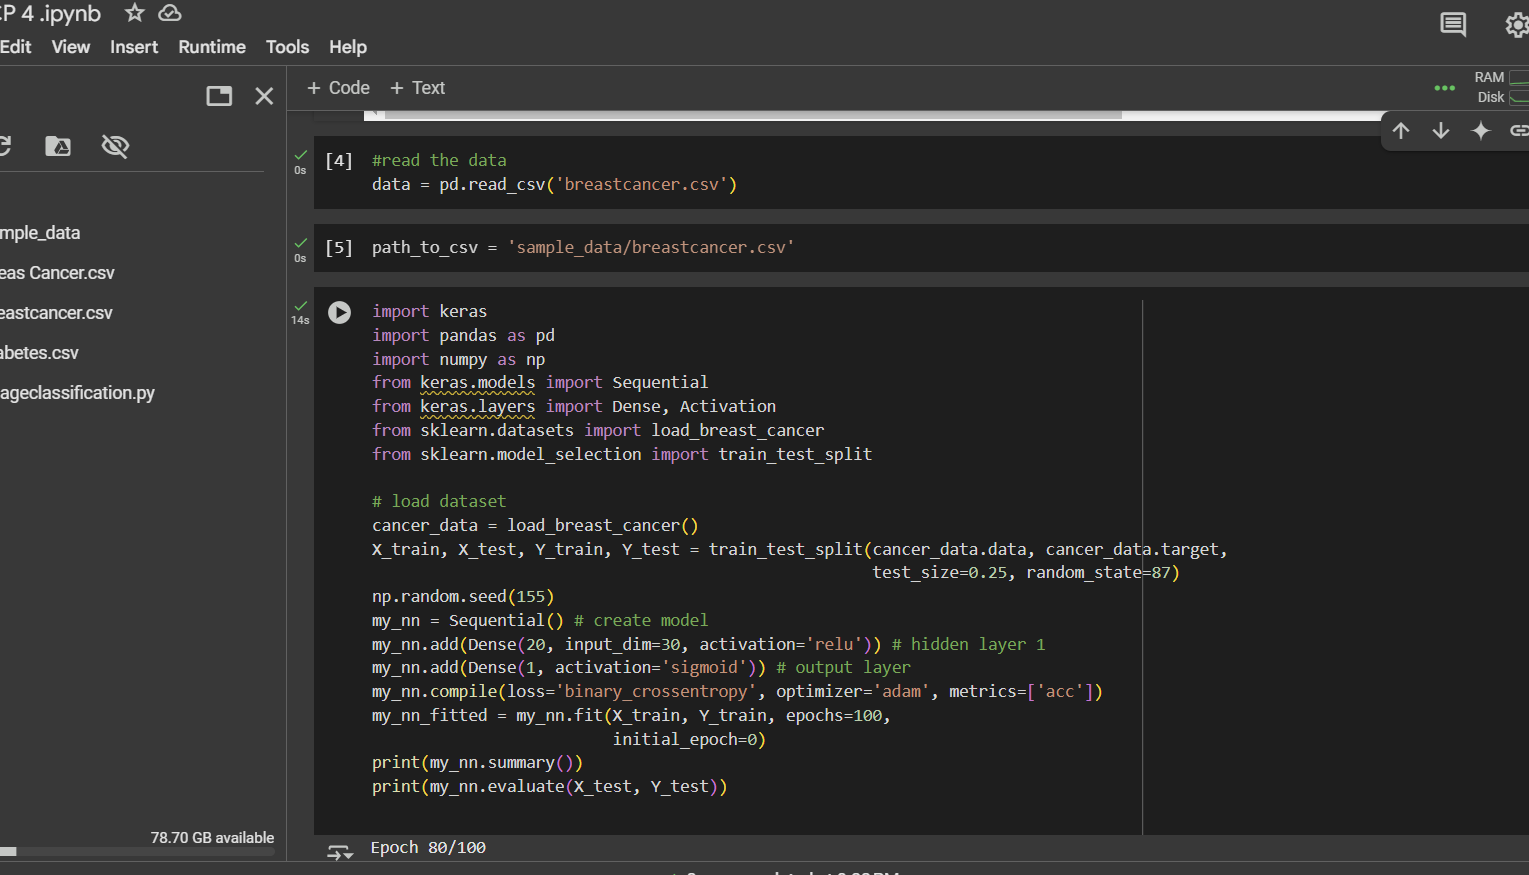 CP 4 .ipynb
Edit View Insert Runtime Tools Help
+ Code + Text
RAM
Disk
mple_data
eas Cancer.csv
eastcancer.csv
abetes.csv
ageclassification.py
78.70 GB available
0s
[4] #read the data
data = pd.read_csv('breastcancer.csv')
0s
[5] path_to_csv = 'sample_data/breastcancer.csv'
14s
import keras
import pandas as pd
import numpy as np
from keras.models import Sequential
from keras.layers import Dense, Activation
from sklearn.datasets import load_breast_cancer
from sklearn.model_selection import train_test_split
# load dataset
cancer_data = load_breast_cancer()
X_train, X_test, Y_train, Y_test = train_test_split(cancer_data.data, cancer_data.target,
test_size=0.25, random_state=87)
np.random.seed(155)
my_nn = Sequential() # create model
my_nn.add(Dense(20, input_dim=30, activation='relu')) # hidden layer 1
my_nn.add(Dense(1, activation='sigmoid')) # output layer
my_nn.compile(loss='binary_crossentropy', optimizer='adam', metrics=['acc'])
my_nn_fitted = my_nn.fit(X_train, Y_train, epochs=100,
initial_epoch=0)
print(my_nn.summary())
print(my_nn.evaluate(X_test, Y_test))
Epoch 80/100